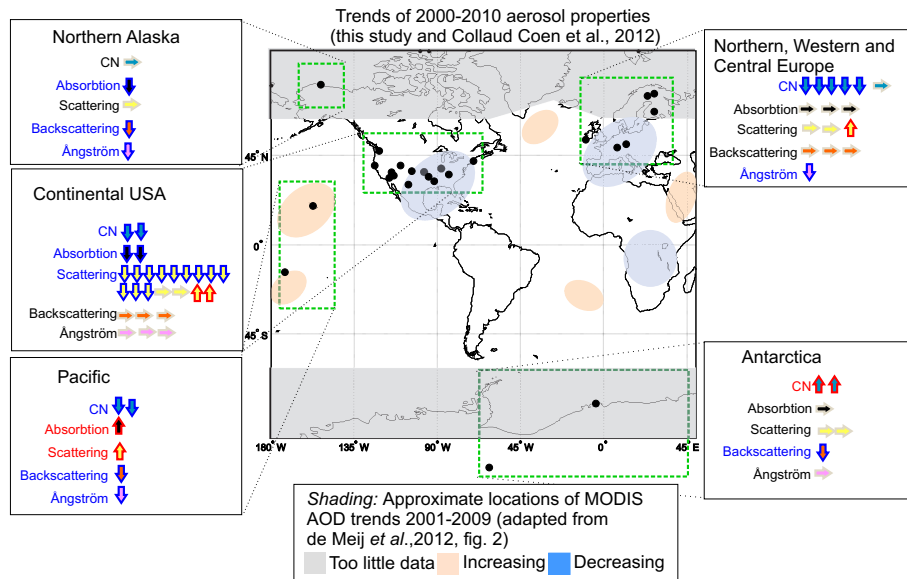 Trends of 2000-2010 aerosol properties
(this study and Collaud Coen et al., 2012)
Northern Alaska
CN
Absorbtion
Scattering
Backscattering
Ångström
Continental USA
CN
Absorbtion
Scattering
Backscattering
Ångström
Pacific
CN
Absorbtion
Scattering
Backscattering
Ångström
Northern, Western and
Central Europe
CN
Absorbtion
Scattering
Backscattering
Ångström
Antarctica
CN
Absorbtion
Scattering
Backscattering
Ångström
45°N
0°
45°S
180°W 135°W 90°W 45°W 0° 45°E
Shading: Approximate locations of MODIS
AOD trends 2001-2009 (adapted from
de Meij et al.,2012, fig. 2)
Too little data Increasing Decreasing